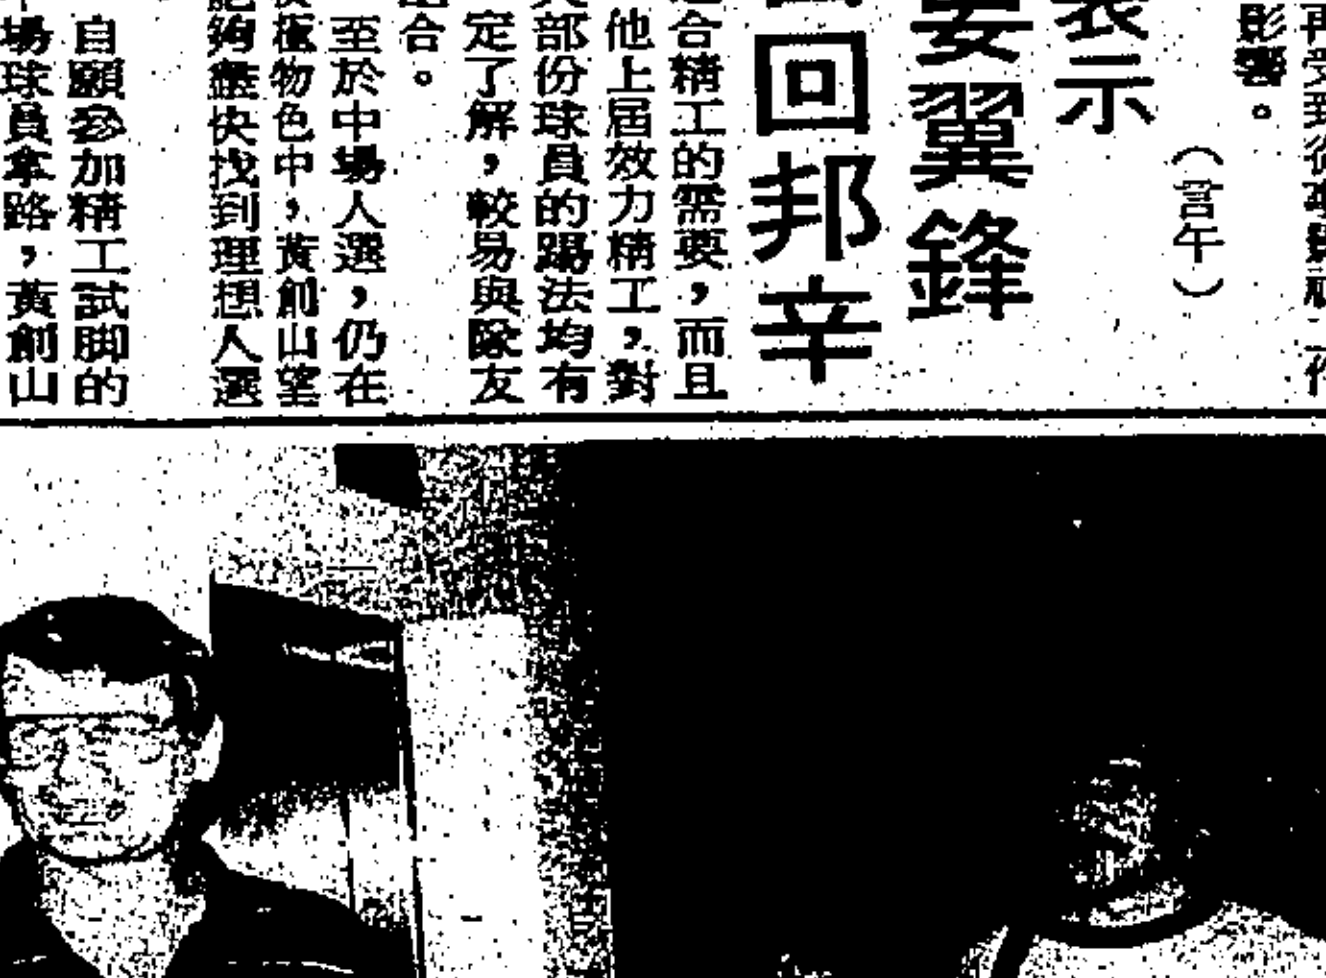 再受到
影響。
（言午）
表示
要翼鋒
回邦辛
合精工的需要，而且
他上屆效力精工，對
部份球員的踢法均有
定了解，較易與隊友
合。
至於中場人選，仍在
極物色中，黃創山望
能夠盡快找到理想人選
自願參加精工試脚的
場球員拿路，黃創山